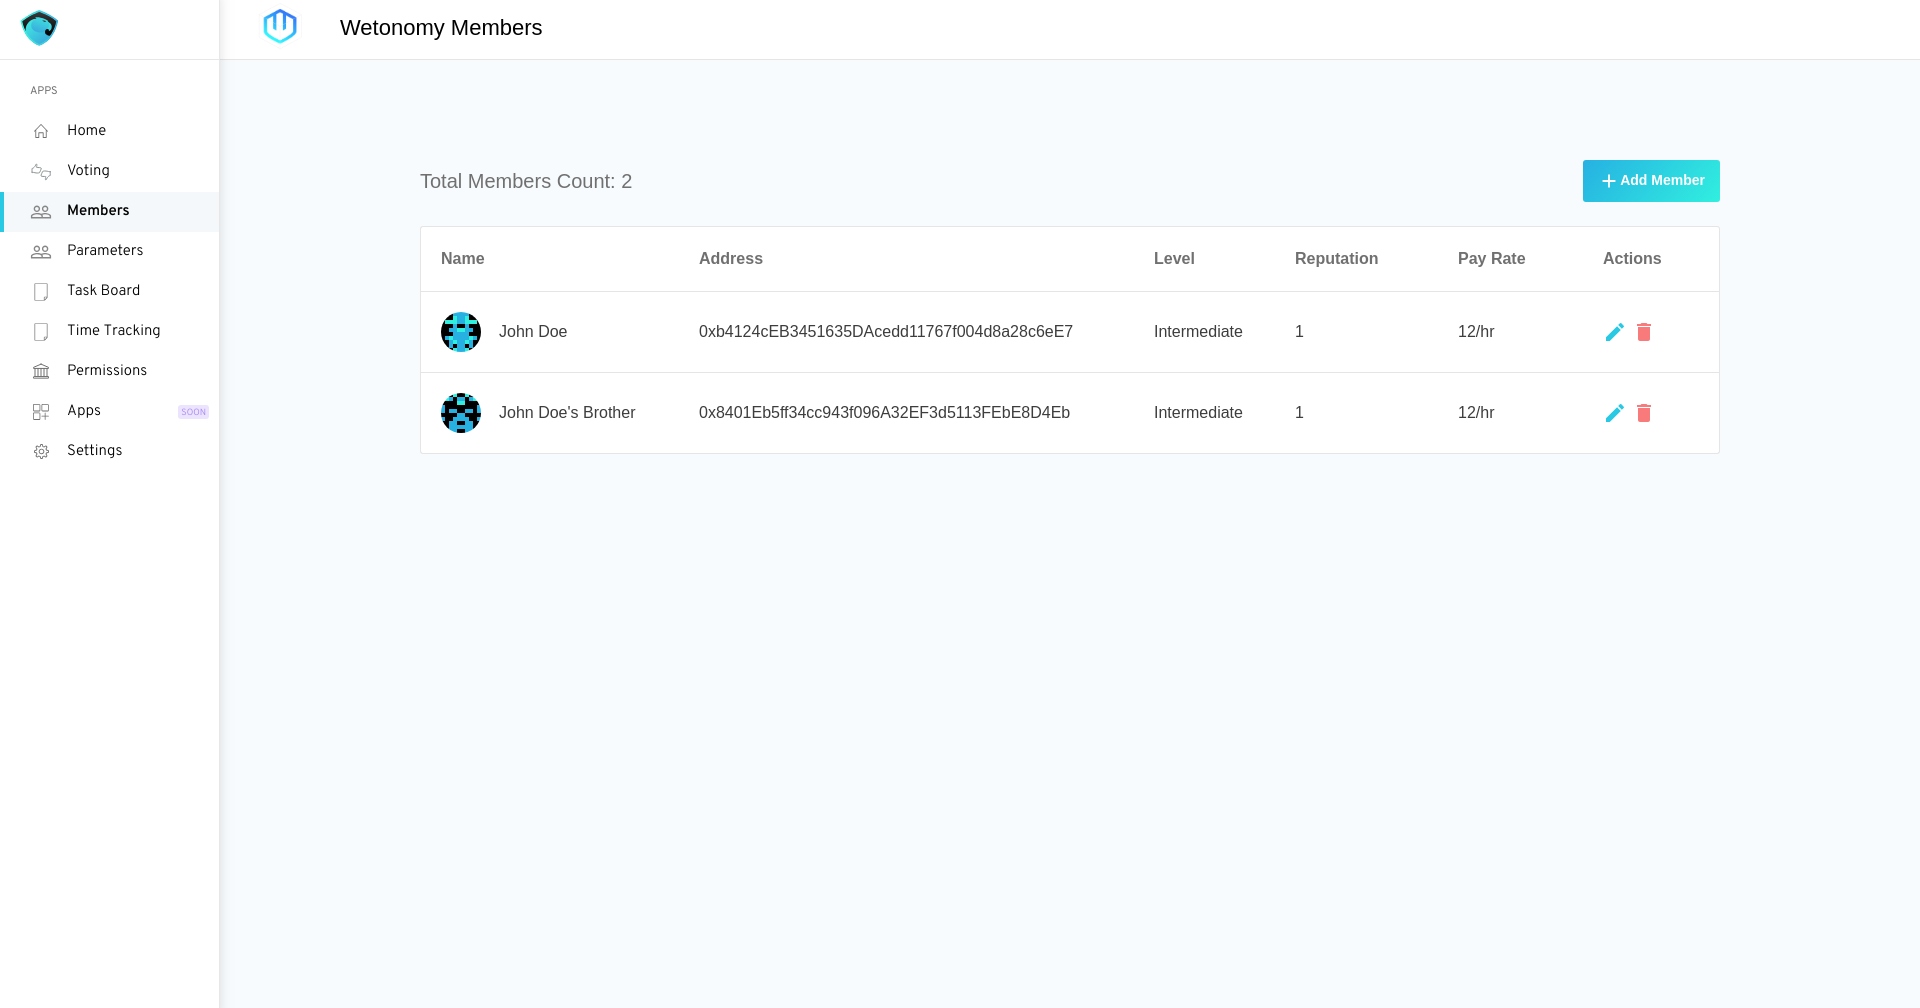 Wetonomy Members
APPS
Home
Voting
Members
Parameters
Task Board
Time Tracking
Permissions
Apps SOON
Settings
Total Members Count: 2
Add Member
Name Address Level Reputation Pay Rate Actions
John Doe 0xb4124cEB3451635DAcedd11767f004d8a28c6eE7 Intermediate 1 12/hr
John Doe's Brother 0x8401Eb5ff34cc943f096A32EF3d5113FEbE8D4Eb Intermediate 1 12/hr